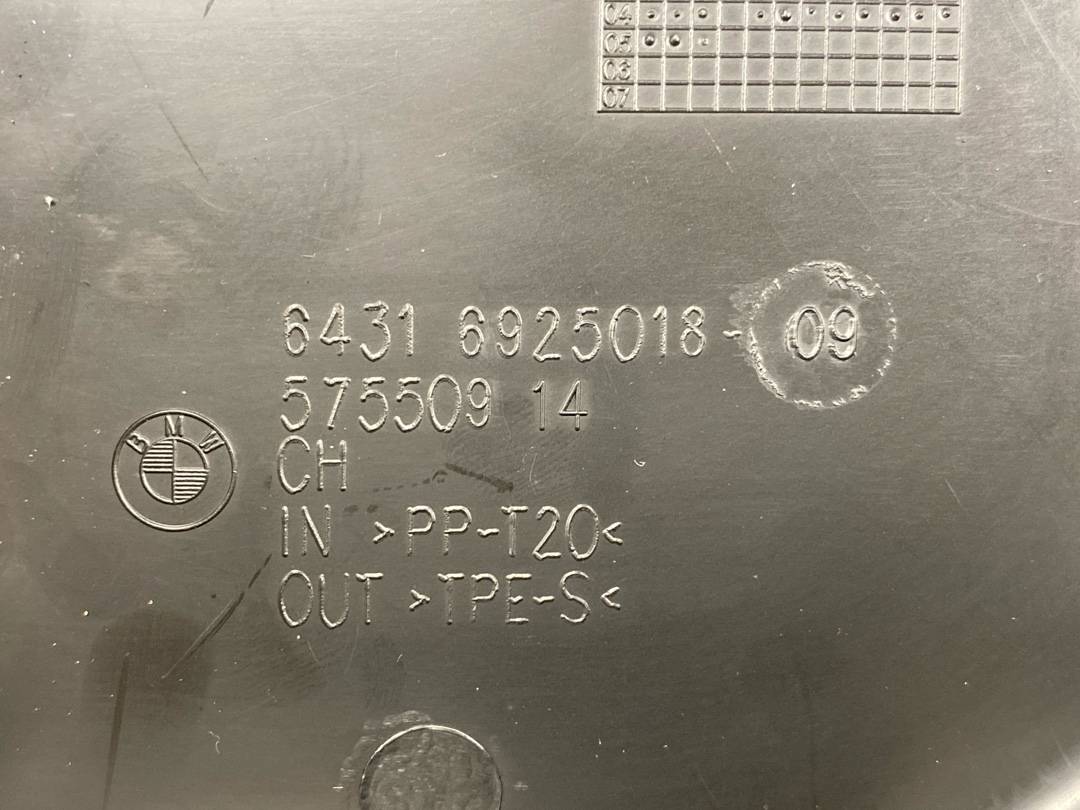 04
05
06
07
6431 6925018-09
575509 14
CH
BMW
IN >PP-T20<
OUT >TPE-S<